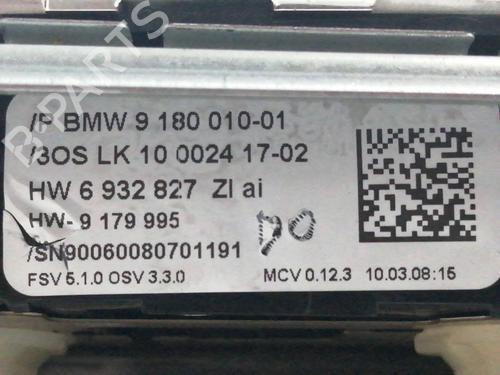 /P BMW 9 180 010-01
/3OS LK 10 0024 17-02
HW 6 932 827 ZI ai
HW- 9 179 995
/SN90060080701191
FSV 5.1.0 OSV 3.3.0 MCV 0.12.3 10.03.08:15
B-PARTS